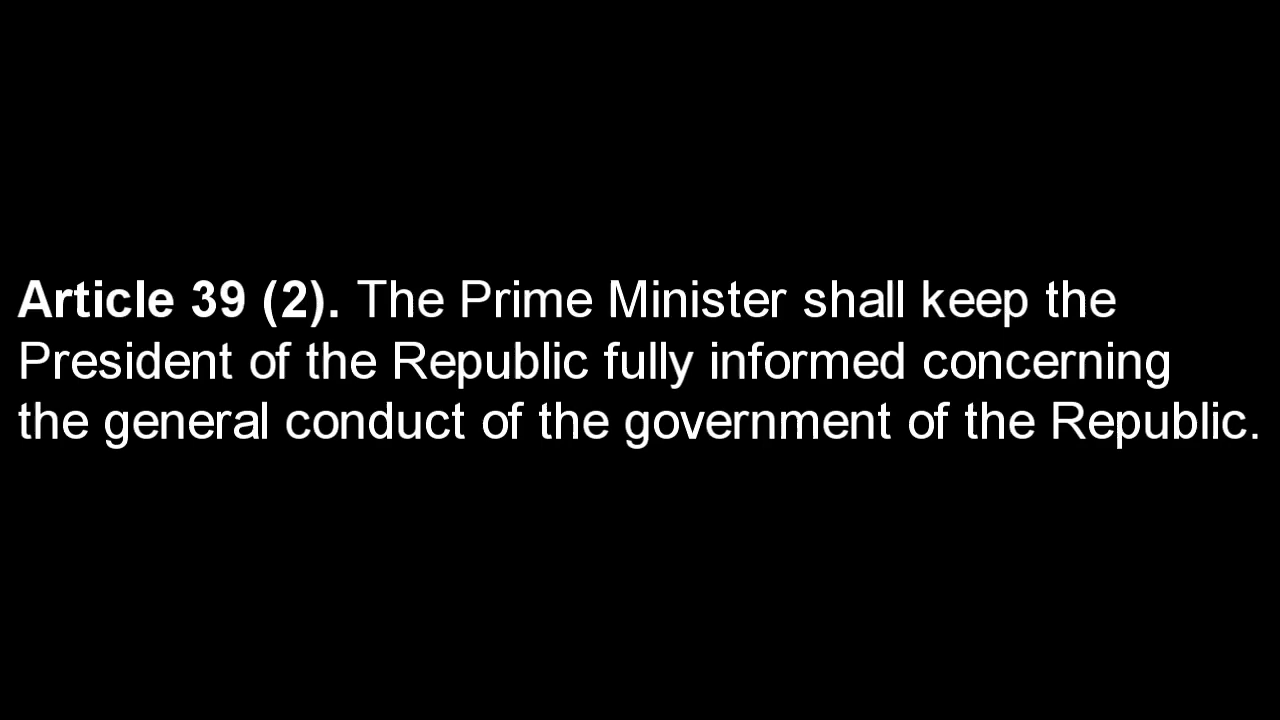 Article 39 (2). The Prime Minister shall keep the
President of the Republic fully informed concerning
the general conduct of the government of the Republic.